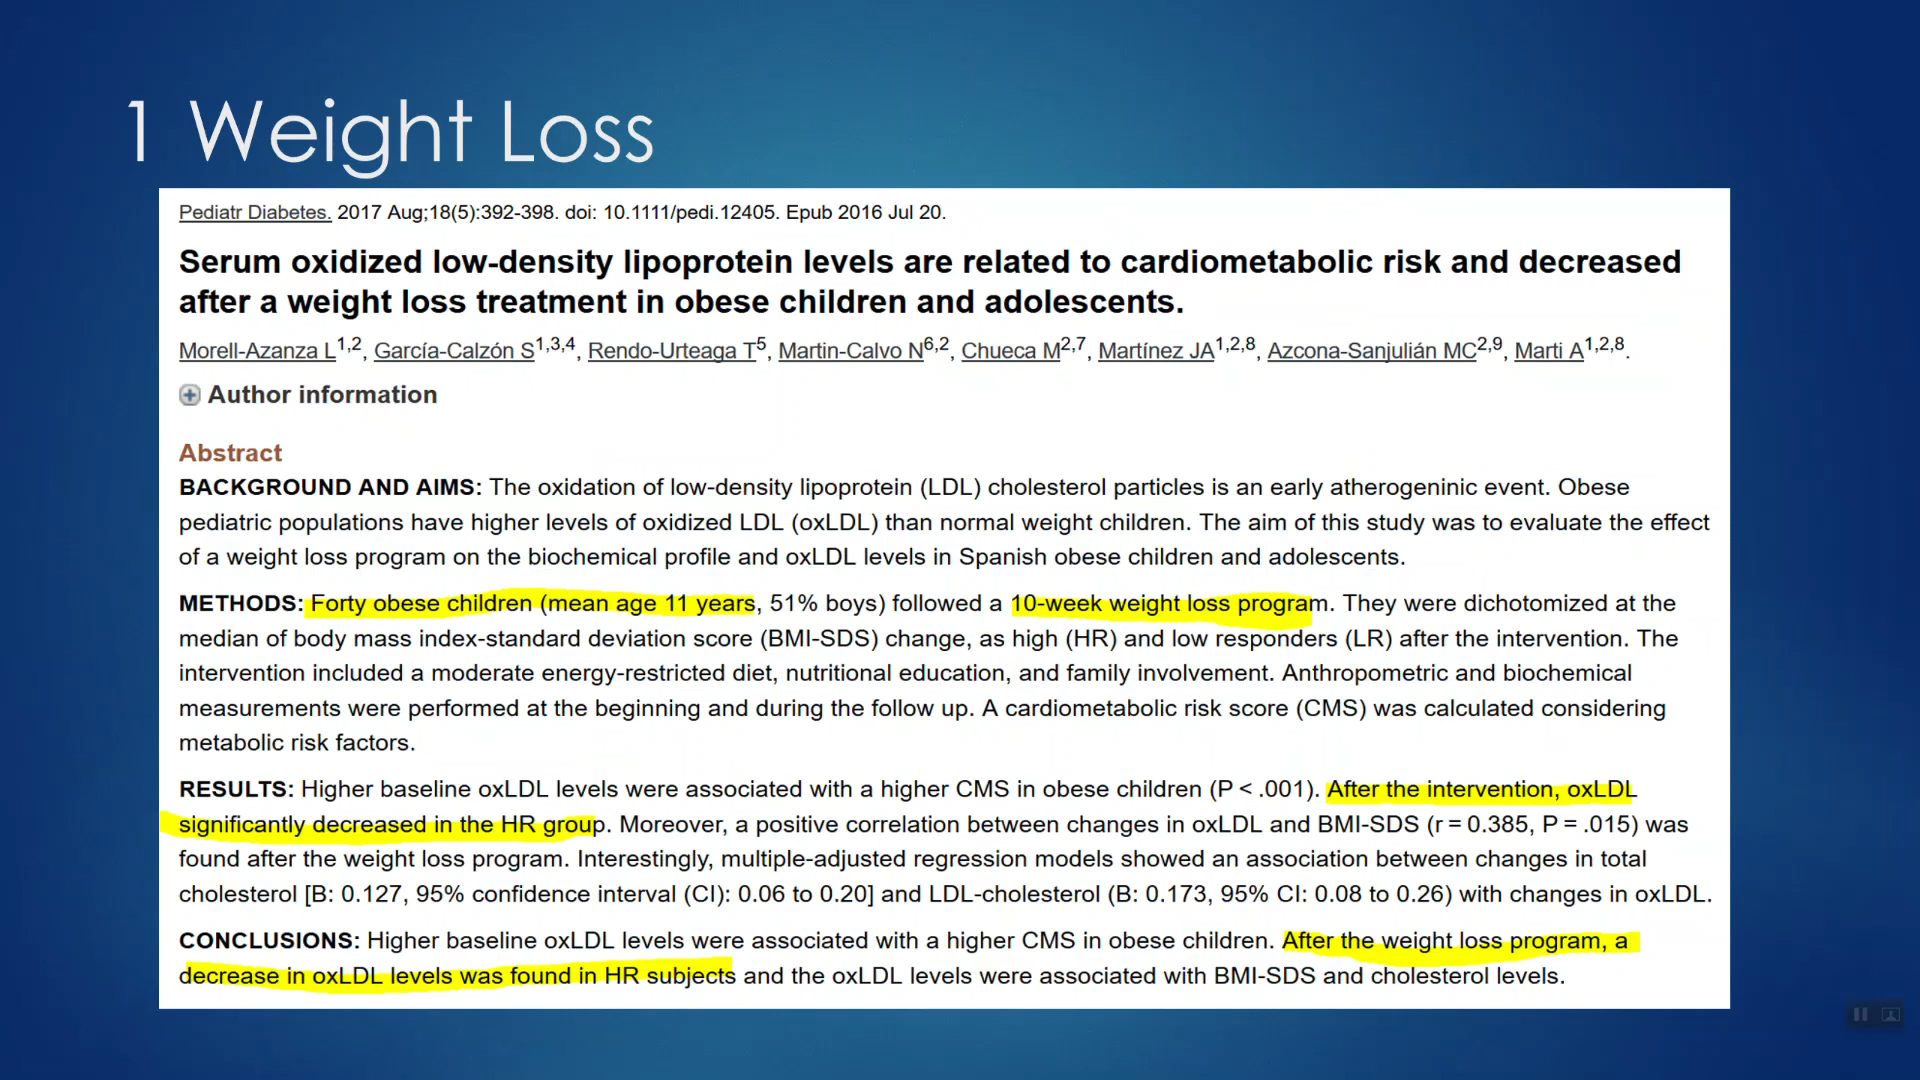 1 Weight Loss
Pediatr Diabetes. 2017 Aug;18(5):392-398. doi: 10.1111/pedi.12405. Epub 2016 Jul 20.
Serum oxidized low-density lipoprotein levels are related to cardiometabolic risk and decreased
after a weight loss treatment in obese children and adolescents.
Morell-Azanza L1,2, García-Calzón S1,3,4, Rendo-Urteaga T5, Martin-Calvo N6,2, Chueca M2,7, Martínez JA1,2,8, Azcona-Sanjulián MC2,9, Marti A1,2,8.
Author information
Abstract
BACKGROUND AND AIMS: The oxidation of low-density lipoprotein (LDL) cholesterol particles is an early atherogeninic event. Obese
pediatric populations have higher levels of oxidized LDL (oxLDL) than normal weight children. The aim of this study was to evaluate the effect
of a weight loss program on the biochemical profile and oxLDL levels in Spanish obese children and adolescents.
METHODS: Forty obese children (mean age 11 years, 51% boys) followed a 10-week weight loss program. They were dichotomized at the
median of body mass index-standard deviation score (BMI-SDS) change, as high (HR) and low responders (LR) after the intervention. The
intervention included a moderate energy-restricted diet, nutritional education, and family involvement. Anthropometric and biochemical
measurements were performed at the beginning and during the follow up. A cardiometabolic risk score (CMS) was calculated considering
metabolic risk factors.
RESULTS: Higher baseline oxLDL levels were associated with a higher CMS in obese children (P < .001). After the intervention, oxLDL
significantly decreased in the HR group. Moreover, a positive correlation between changes in oxLDL and BMI-SDS (r = 0.385, P = .015) was
found after the weight loss program. Interestingly, multiple-adjusted regression models showed an association between changes in total
cholesterol [B: 0.127, 95% confidence interval (CI): 0.06 to 0.20] and LDL-cholesterol (B: 0.173, 95% CI: 0.08 to 0.26) with changes in oxLDL.
CONCLUSIONS: Higher baseline oxLDL levels were associated with a higher CMS in obese children. After the weight loss program, a
decrease in oxLDL levels was found in HR subjects and the oxLDL levels were associated with BMI-SDS and cholesterol levels.